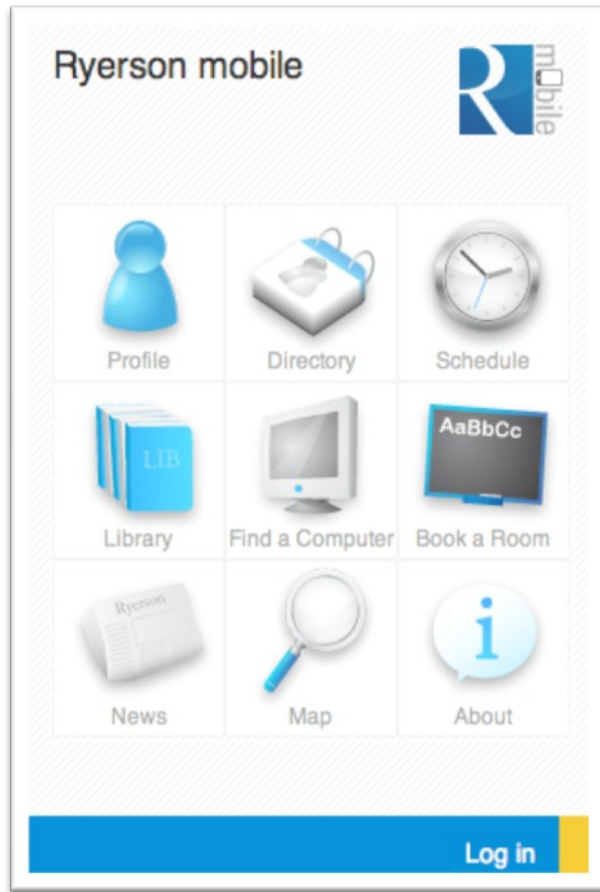 Ryerson mobile
R mobile
Profile
Directory
Schedule
LIB
AaBbCc
Library
Find a Computer
Book a Room
Ryerson
i
News
Map
About
Log in